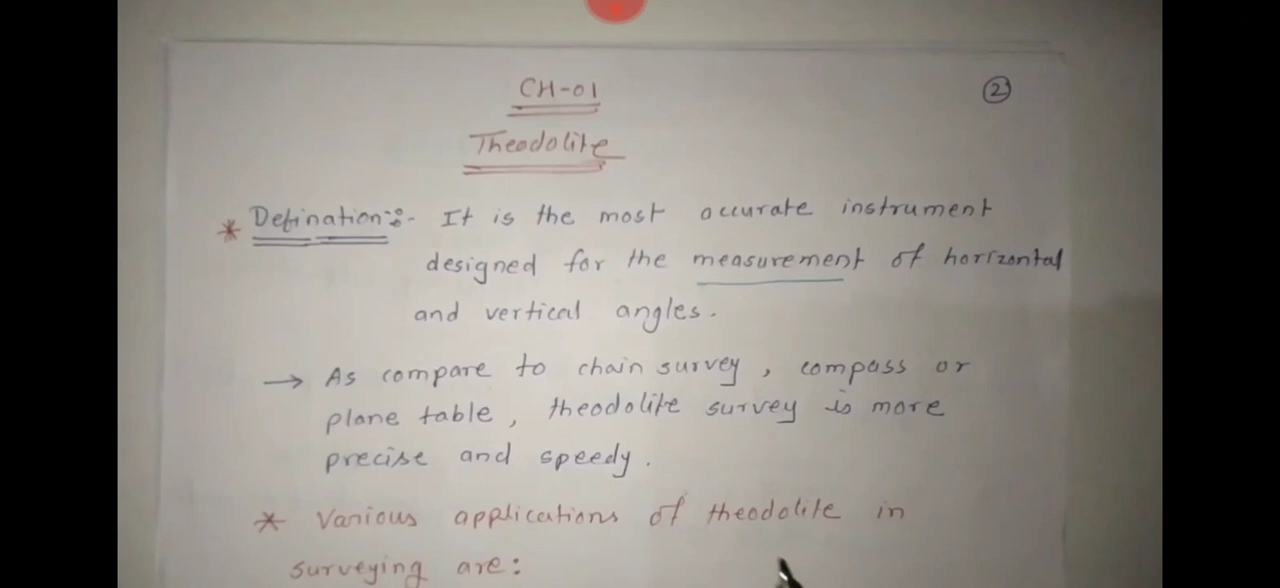 CH-01
2
Theodolite
* Defination:- It is the most accurate instrument
designed for the measurement of horizontal
and vertical angles.
→ As compare to chain survey, compass or
plane table, theodolite survey is more
precise and speedy.
* Various applications of theodolite in
surveying are: